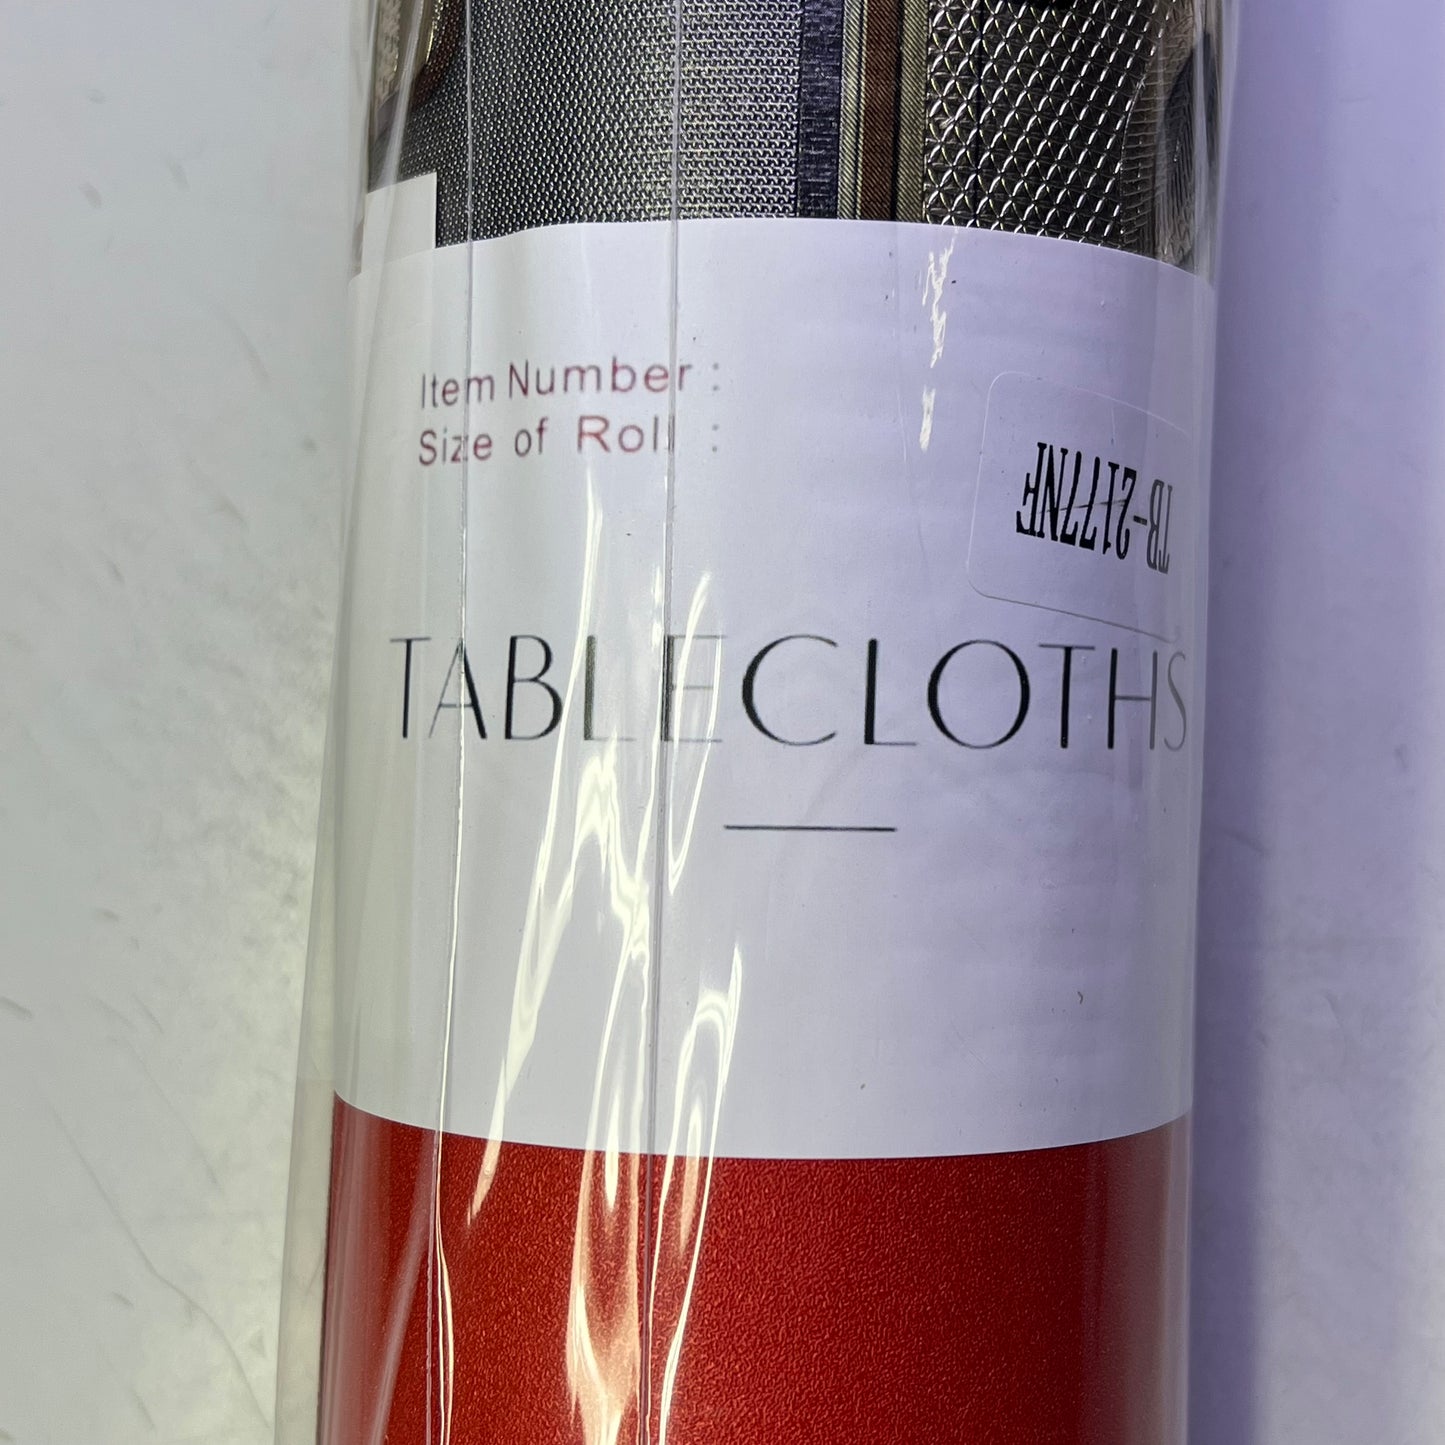 Item Number :
Size of Roll :
TB-2177NF
TABLECLOTHS